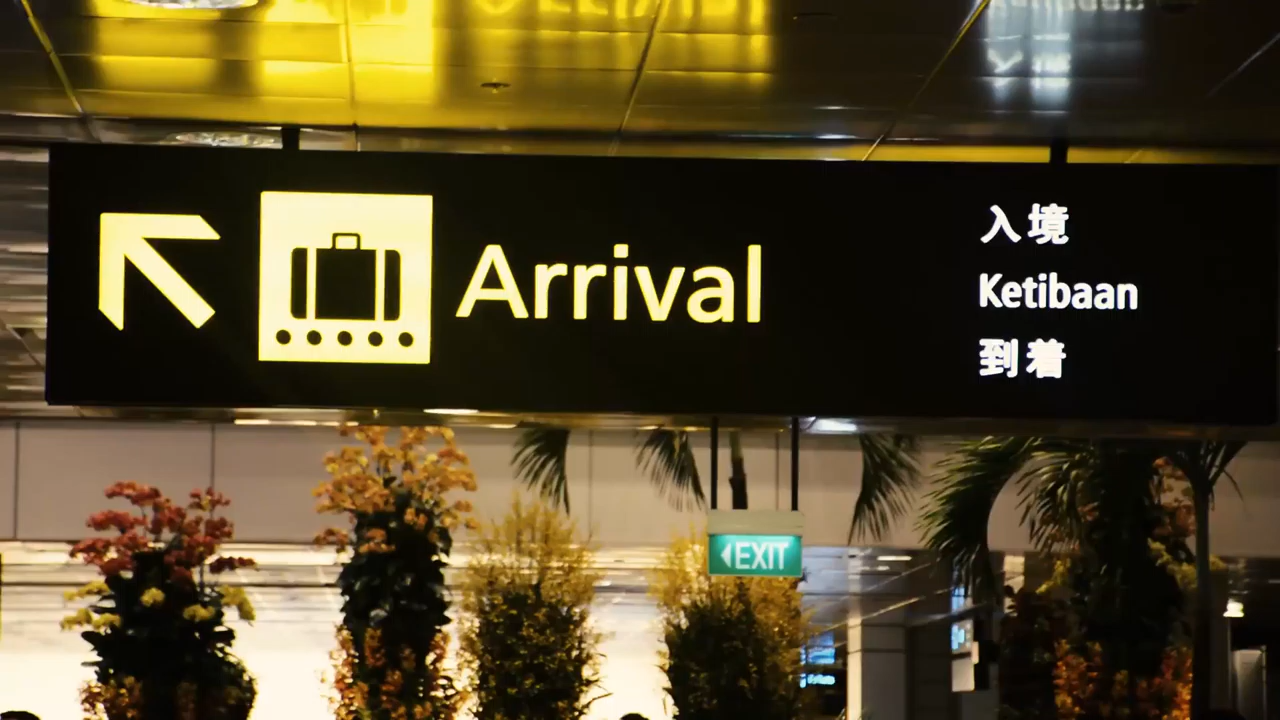 Arrival
入境
Ketibaan
到着
EXIT